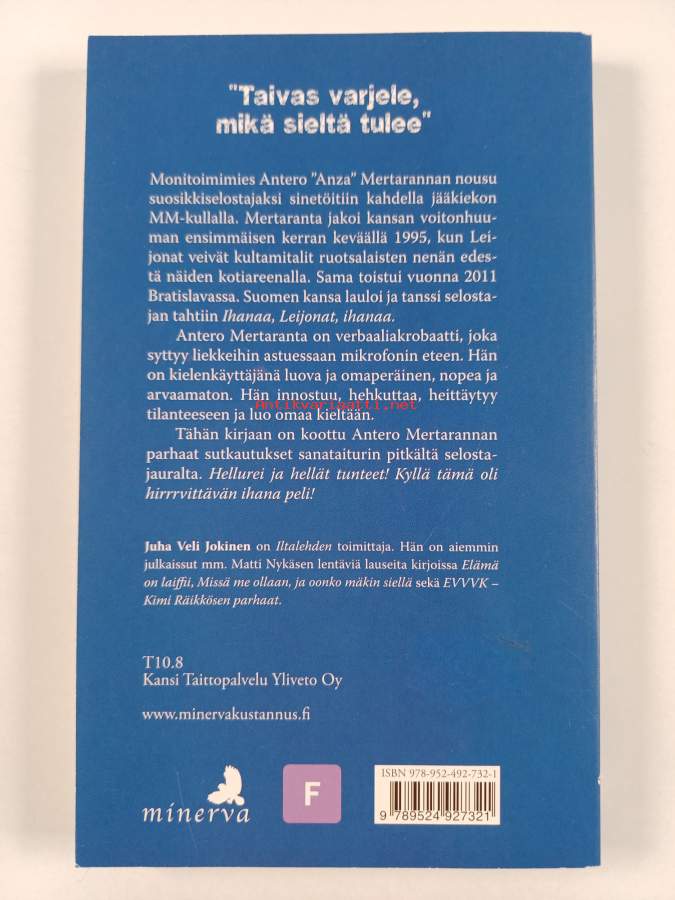 "Taivas varjele,
mikä sieltä tulee"
Monitoimimies Antero "Anza" Mertarannan nousu
suosikkiselostajaksi sinetöitiin kahdella jääkiekon
MM-kullalla. Mertaranta jakoi kansan voitonhuu-
man ensimmäisen kerran keväällä 1995, kun Lei-
jonat veivät kultamitalit ruotsalaisten nenän edes-
tä näiden kotiareenalla. Sama toistui vuonna 2011
Bratislavassa. Suomen kansa lauloi ja tanssi selosta-
jan tahtiin Ihanaa, Leijonat, ihanaa.
Antero Mertaranta on verbaaliakrobaatti, joka
syttyy liekkeihin astuessaan mikrofonin eteen. Hän
on kielenkäyttäjänä luova ja omaperäinen, nopea ja
arvaamaton. Hän innostuu, hehkuttaa, heittäytyy
Antikvariaatti.net
tilanteeseen ja luo omaa kieltään.
Tähän kirjaan on koottu Antero Mertarannan
parhaat sutkautukset sanataiturin pitkältä selosta-
jauralta. Hellurei ja hellät tunteet! Kyllä tämä oli
hirrrvittävän ihana peli!
Juha Veli Jokinen on Iltalehden toimittaja. Hän on aiemmin
julkaissut mm. Matti Nykäsen lentäviä lauseita kirjoissa Elämä
on laiffii, Missä me ollaan, ja oonko mäkin siellä sekä EVVVK –
Kimi Räikkösen parhaat.
T10.8
Kansi Taittopalvelu Yliveto Oy
www.minervakustannus.fi
minerva
F
ISBN 978-952-492-732-1
9 789524 927321